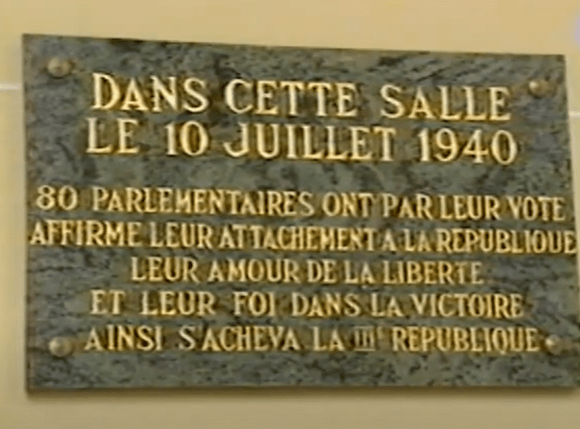 DANS CETTE SALLE
LE 10 JUILLET 1940
80 PARLEMENTAIRES ONT PAR LEUR VOTE
AFFIRME LEUR ATTACHEMENT A LA REPUBLIQUE
LEUR AMOUR DE LA LIBERTE
ET LEUR FOI DANS LA VICTOIRE
AINSI S'ACHEVA LA IIIE REPUBLIQUE